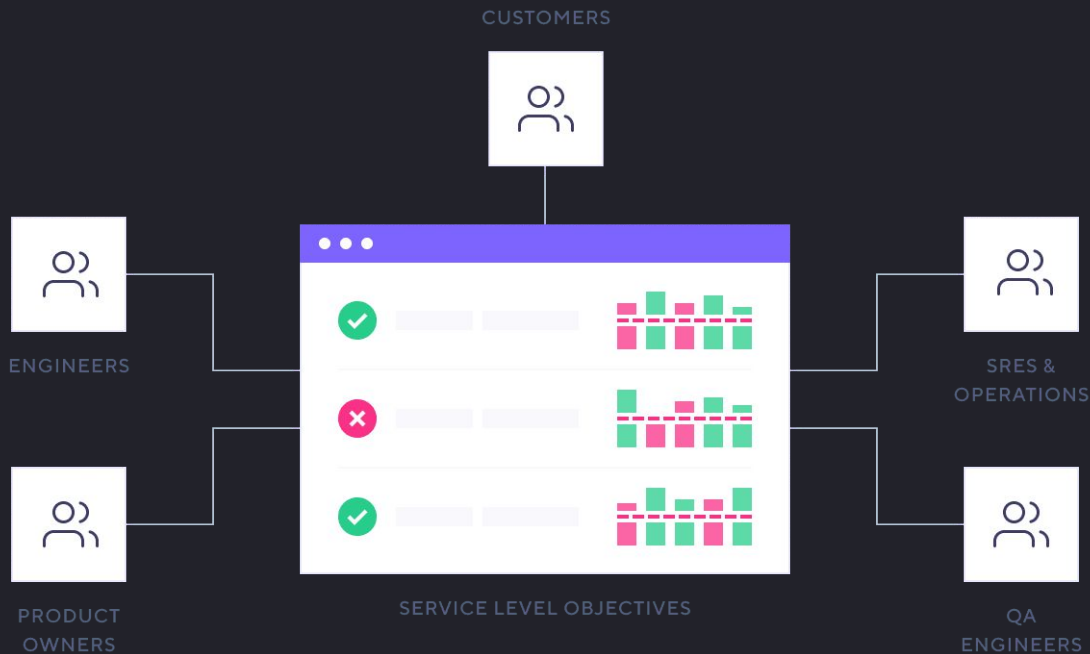 CUSTOMERS
ENGINEERS
SRES &
OPERATIONS
SERVICE LEVEL OBJECTIVES
PRODUCT
OWNERS
QA
ENGINEERS